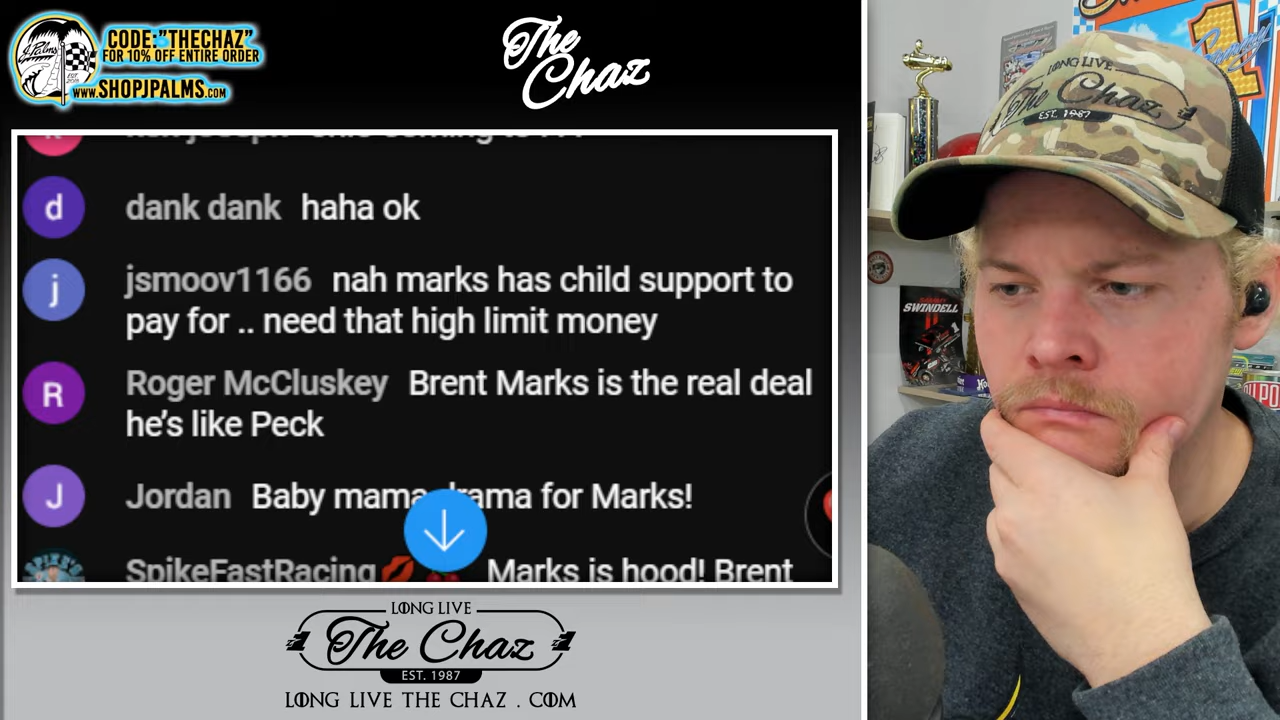 CODE:"THECHAZ"
FOR 10% OFF ENTIRE ORDER
J-Palms
WWW.SHOPJPALMS.COM
The
Chaz
d dank dank haha ok
j jsmoov1166 nah marks has child support to
pay for .. need that high limit money
R Roger McCluskey Brent Marks is the real deal
he's like Peck
J Jordan Baby mama drama for Marks!
SpikeFastRacing Marks is hood! Brent
LONG LIVE
The Chaz
EST. 1987
LONG LIVE THE CHAZ . COM
LONG LIVE
The Chaz
EST. 1987
SWINDELL
1